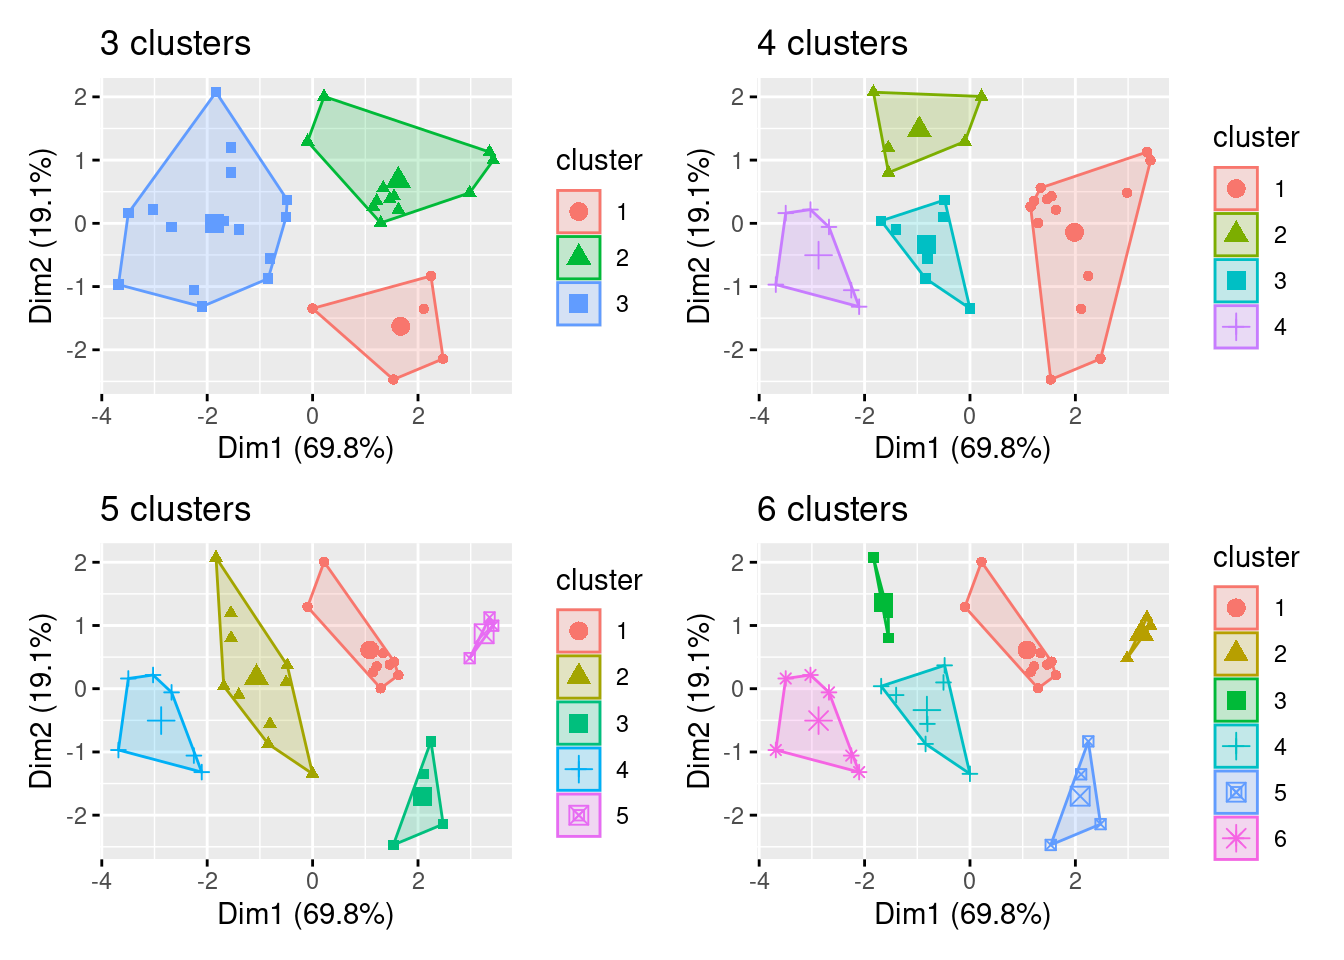 3 clusters
2
1
0
-1
-2
Dim2 (19.1%)
-4 -2 0 2
Dim1 (69.8%)
cluster
1
2
3
4 clusters
2
1
0
-1
-2
Dim2 (19.1%)
-4 -2 0 2
Dim1 (69.8%)
cluster
1
2
3
4
5 clusters
2
1
0
-1
-2
Dim2 (19.1%)
-4 -2 0 2
Dim1 (69.8%)
cluster
1
2
3
4
5
6 clusters
2
1
0
-1
-2
Dim2 (19.1%)
-4 -2 0 2
Dim1 (69.8%)
cluster
1
2
3
4
5
6